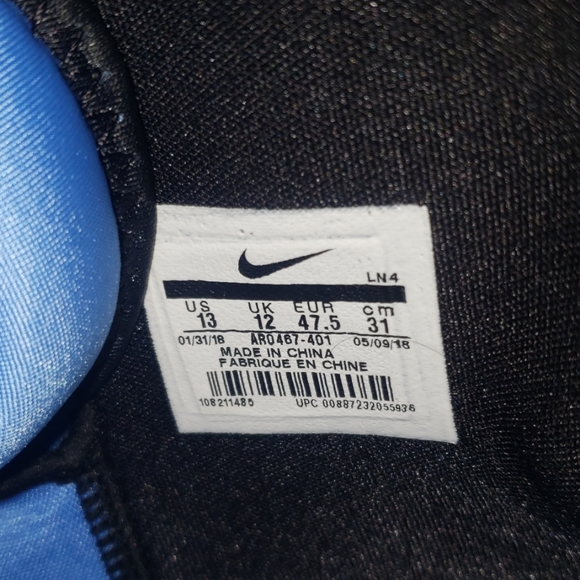 LN4
US UK EUR cm
13 12 47.5 31
01/31/18 AR0467-401 05/09/18
MADE IN CHINA
FABRIQUE EN CHINE
108211485 UPC 00887232055936